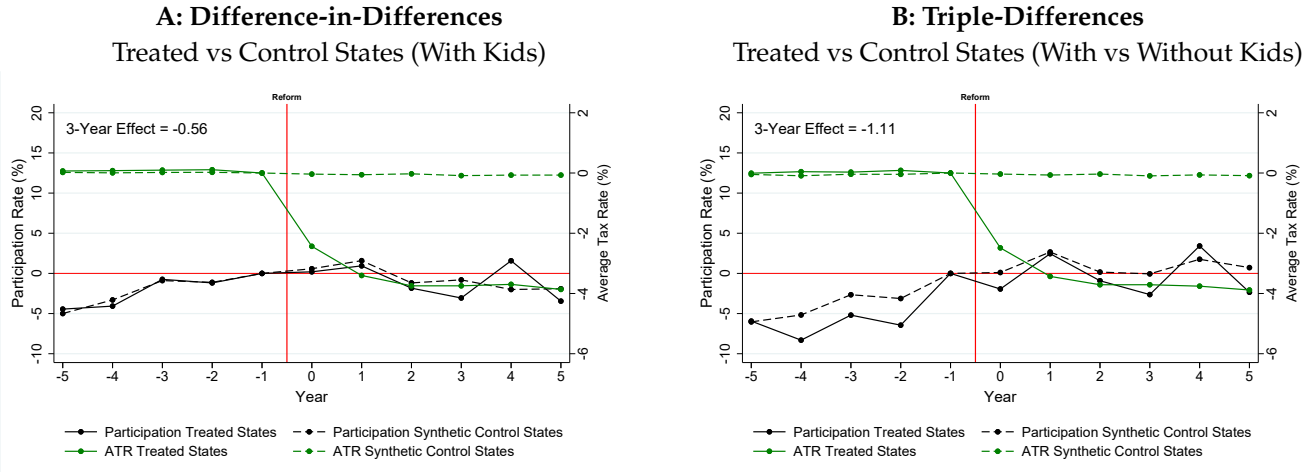 A: Difference-in-Differences
Treated vs Control States (With Kids)
Reform
3-Year Effect = -0.56
Participation Rate (%)
20
15
10
5
0
-5
-10
Average Tax Rate (%)
2
0
-2
-4
-6
-5 -4 -3 -2 -1 0 1 2 3 4 5
Year
Participation Treated States
Participation Synthetic Control States
ATR Treated States
ATR Synthetic Control States
B: Triple-Differences
Treated vs Control States (With vs Without Kids)
Reform
3-Year Effect = -1.11
Participation Rate (%)
20
15
10
5
0
-5
-10
Average Tax Rate (%)
2
0
-2
-4
-6
-5 -4 -3 -2 -1 0 1 2 3 4 5
Year
Participation Treated States
Participation Synthetic Control States
ATR Treated States
ATR Synthetic Control States